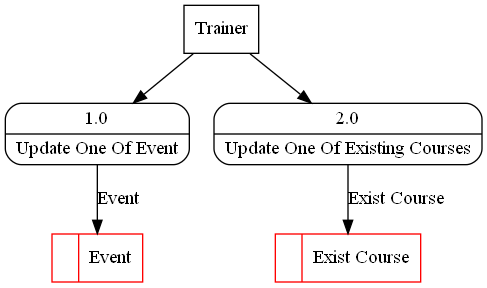 Trainer
1.0
Update One Of Event
2.0
Update One Of Existing Courses
Event
Exist Course
Event
Exist Course